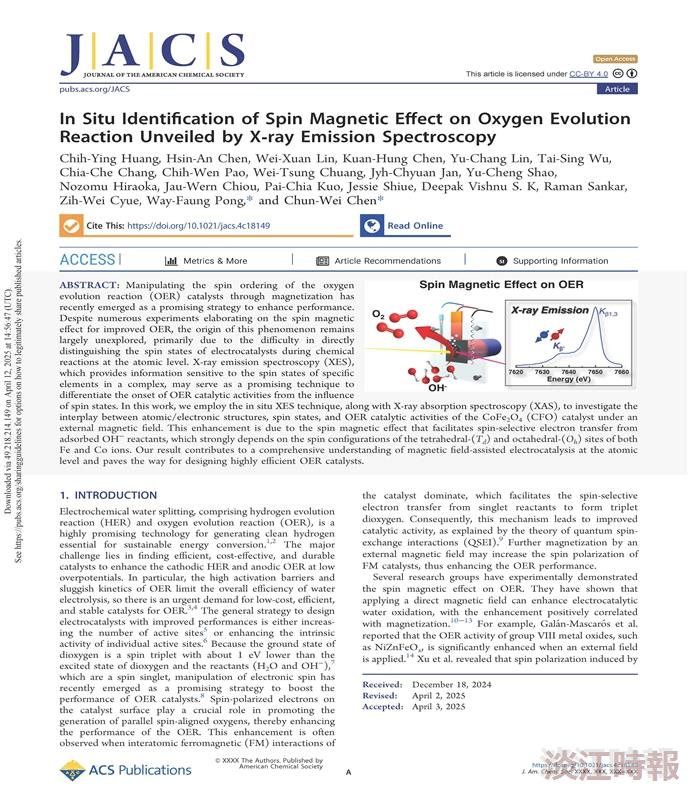 J|A|C|S
JOURNAL OF THE AMERICAN CHEMICAL SOCIETY
Open Access
This article is licensed under CC-BY 4.0
pubs.acs.org/JACS
Article
In Situ Identification of Spin Magnetic Effect on Oxygen Evolution
Reaction Unveiled by X-ray Emission Spectroscopy
Chih-Ying Huang, Hsin-An Chen, Wei-Xuan Lin, Kuan-Hung Chen, Yu-Chang Lin, Tai-Sing Wu,
Chia-Che Chang, Chih-Wen Pao, Wei-Tsung Chuang, Jyh-Chyuan Jan, Yu-Cheng Shao,
Nozomu Hiraoka, Jau-Wern Chiou, Pai-Chia Kuo, Jessie Shiue, Deepak Vishnu S. K, Raman Sankar,
Zih-Wei Cyue, Way-Faung Pong,* and Chun-Wei Chen*
Cite This: https://doi.org/10.1021/jacs.4c18149
Read Online
ACCESS
Metrics & More
Article Recommendations
Supporting Information
ABSTRACT: Manipulating the spin ordering of the oxygen
evolution reaction (OER) catalysts through magnetization has
recently emerged as a promising strategy to enhance performance.
Despite numerous experiments elaborating on the spin magnetic
effect for improved OER, the origin of this phenomenon remains
largely unexplored, primarily due to the difficulty in directly
distinguishing the spin states of electrocatalysts during chemical
reactions at the atomic level. X-ray emission spectroscopy (XES),
which provides information sensitive to the spin states of specific
elements in a complex, may serve as a promising technique to
differentiate the onset of OER catalytic activities from the influence
of spin states. In this work, we employ the in situ XES technique, along with X-ray absorption spectroscopy (XAS), to investigate the
interplay between atomic/electronic structures, spin states, and OER catalytic activities of the CoFe₂O₄ (CFO) catalyst under an
external magnetic field. This enhancement is due to the spin magnetic effect that facilitates spin-selective electron transfer from
adsorbed OH⁻ reactants, which strongly depends on the spin configurations of the tetrahedral-(Td) and octahedral-(Oh) sites of both
Fe and Co ions. Our result contributes to a comprehensive understanding of magnetic field-assisted electrocatalysis at the atomic
level and paves the way for designing highly efficient OER catalysts.
Spin Magnetic Effect on OER
O₂
OH⁻
X-ray Emission
Kβ1,3
Kβ'
7620 7630 7640 7650 7660
Energy (eV)
1. INTRODUCTION
Electrochemical water splitting, comprising hydrogen evolution
reaction (HER) and oxygen evolution reaction (OER), is a
highly promising technology for generating clean hydrogen
essential for sustainable energy conversion.1,2 The major
challenge lies in finding efficient, cost-effective, and durable
catalysts to enhance the cathodic HER and anodic OER at low
overpotentials. In particular, the high activation barriers and
sluggish kinetics of OER limit the overall efficiency of water
electrolysis, so there is an urgent demand for low-cost, efficient,
and stable catalysts for OER.3,4 The general strategy to design
electrocatalysts with improved performances is either increas-
ing the number of active sites5 or enhancing the intrinsic
activity of individual active sites.6 Because the ground state of
dioxygen is a spin triplet with about 1 eV lower than the
excited state of dioxygen and the reactants (H₂O and OH⁻),7
which are a spin singlet, manipulation of electronic spin has
recently emerged as a promising strategy to boost the
performance of OER catalysts.8 Spin-polarized electrons on
the catalyst surface play a crucial role in promoting the
generation of parallel spin-aligned oxygens, thereby enhancing
the performance of the OER. This enhancement is often
observed when interatomic ferromagnetic (FM) interactions of
the catalyst dominate, which facilitates the spin-selective
electron transfer from singlet reactants to form triplet
dioxygen. Consequently, this mechanism leads to improved
catalytic activity, as explained by the theory of quantum spin-
exchange interactions (QSEI).9 Further magnetization by an
external magnetic field may increase the spin polarization of
FM catalysts, thus enhancing the OER performance.
Several research groups have experimentally demonstrated
the spin magnetic effect on OER. They have shown that
applying a direct magnetic field can enhance electrocatalytic
water oxidation, with the enhancement positively correlated
with magnetization.10−13 For example, Galán-Mascarós et al.
reported that the OER activity of group VIII metal oxides, such
as NiZnFeOx, is significantly enhanced when an external field
is applied.14 Xu et al. revealed that spin polarization induced by
Received: December 18, 2024
Revised: April 2, 2025
Accepted: April 3, 2025
ACS Publications
© XXXX The Authors. Published by
American Chemical Society
A
https://doi.org/10.1021/jacs.4c18149
J. Am. Chem. Soc. XXXX, XXX, XXX−XXX
淡江時報
Downloaded via 49.218.214.149 on April 12, 2025 at 14:56:47 (UTC).
See https://pubs.acs.org/sharingguidelines for options on how to legitimately share published articles.